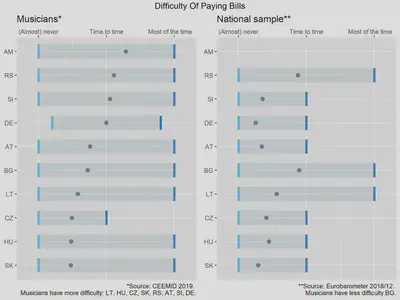 Difficulty Of Paying Bills
Musicians*
National sample**
(Almost) never Time to time Most of the time
(Almost) never Time to time Most of the time
AM
RS
SI
DE
AT
BG
LT
CZ
HU
SK
AM
RS
SI
DE
AT
BG
LT
CZ
HU
SK
*Source: CEEMID 2019.
Musicians have more difficulty: LT, HU, CZ, SK, RS, AT, SI, DE.
**Source: Eurobarometer 2018/12.
Musicians have less difficulty:BG.